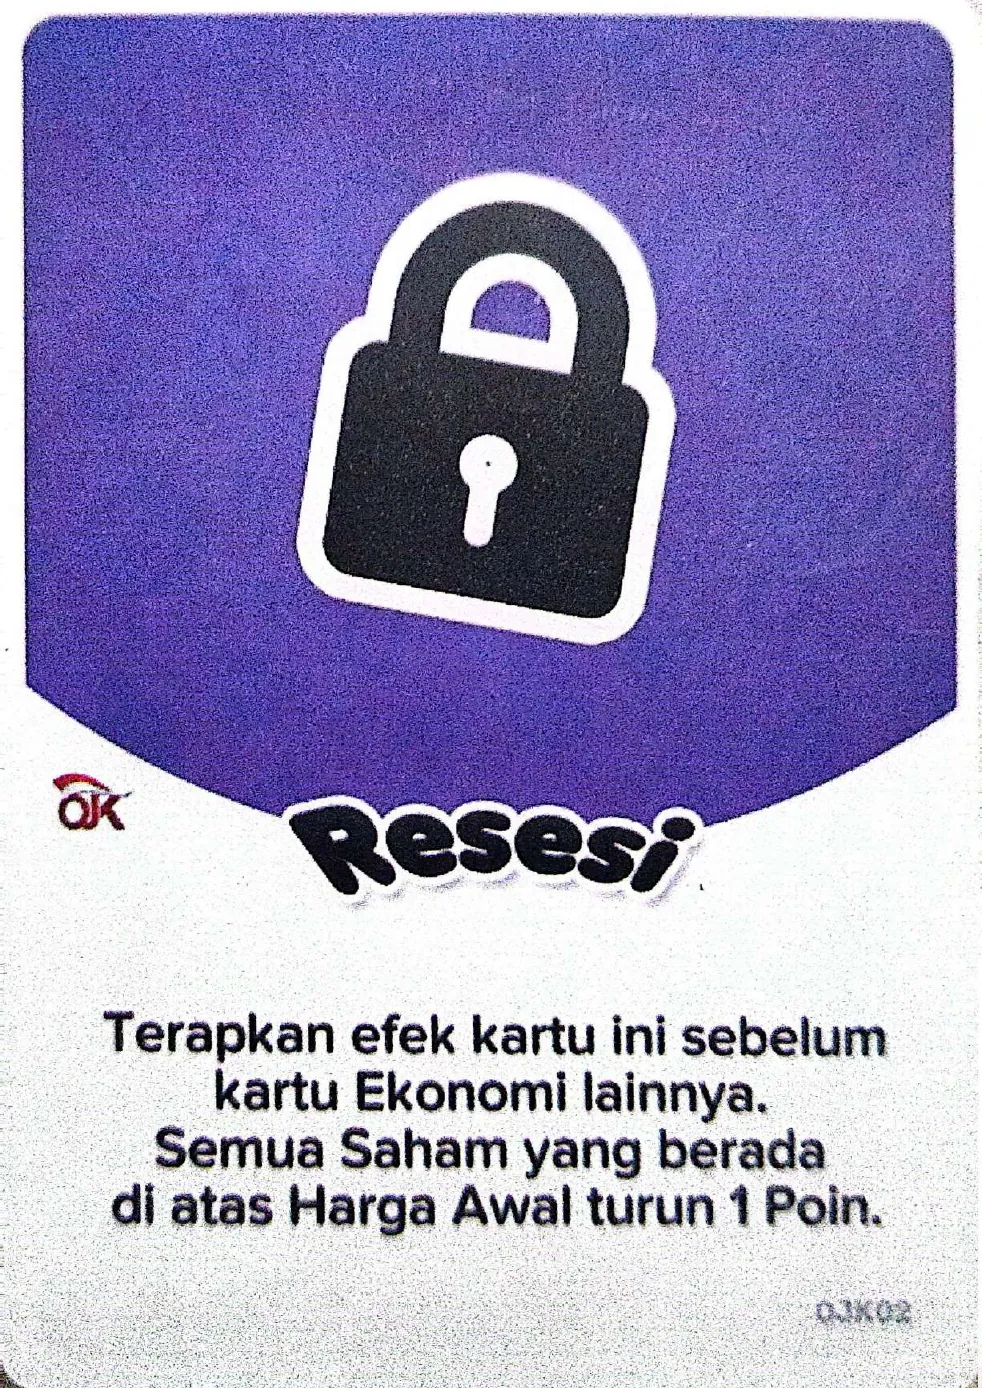 OJK
Resesi
Terapkan efek kartu ini sebelum
kartu Ekonomi lainnya.
Semua Saham yang berada
di atas Harga Awal turun 1 Poin.
OJK02